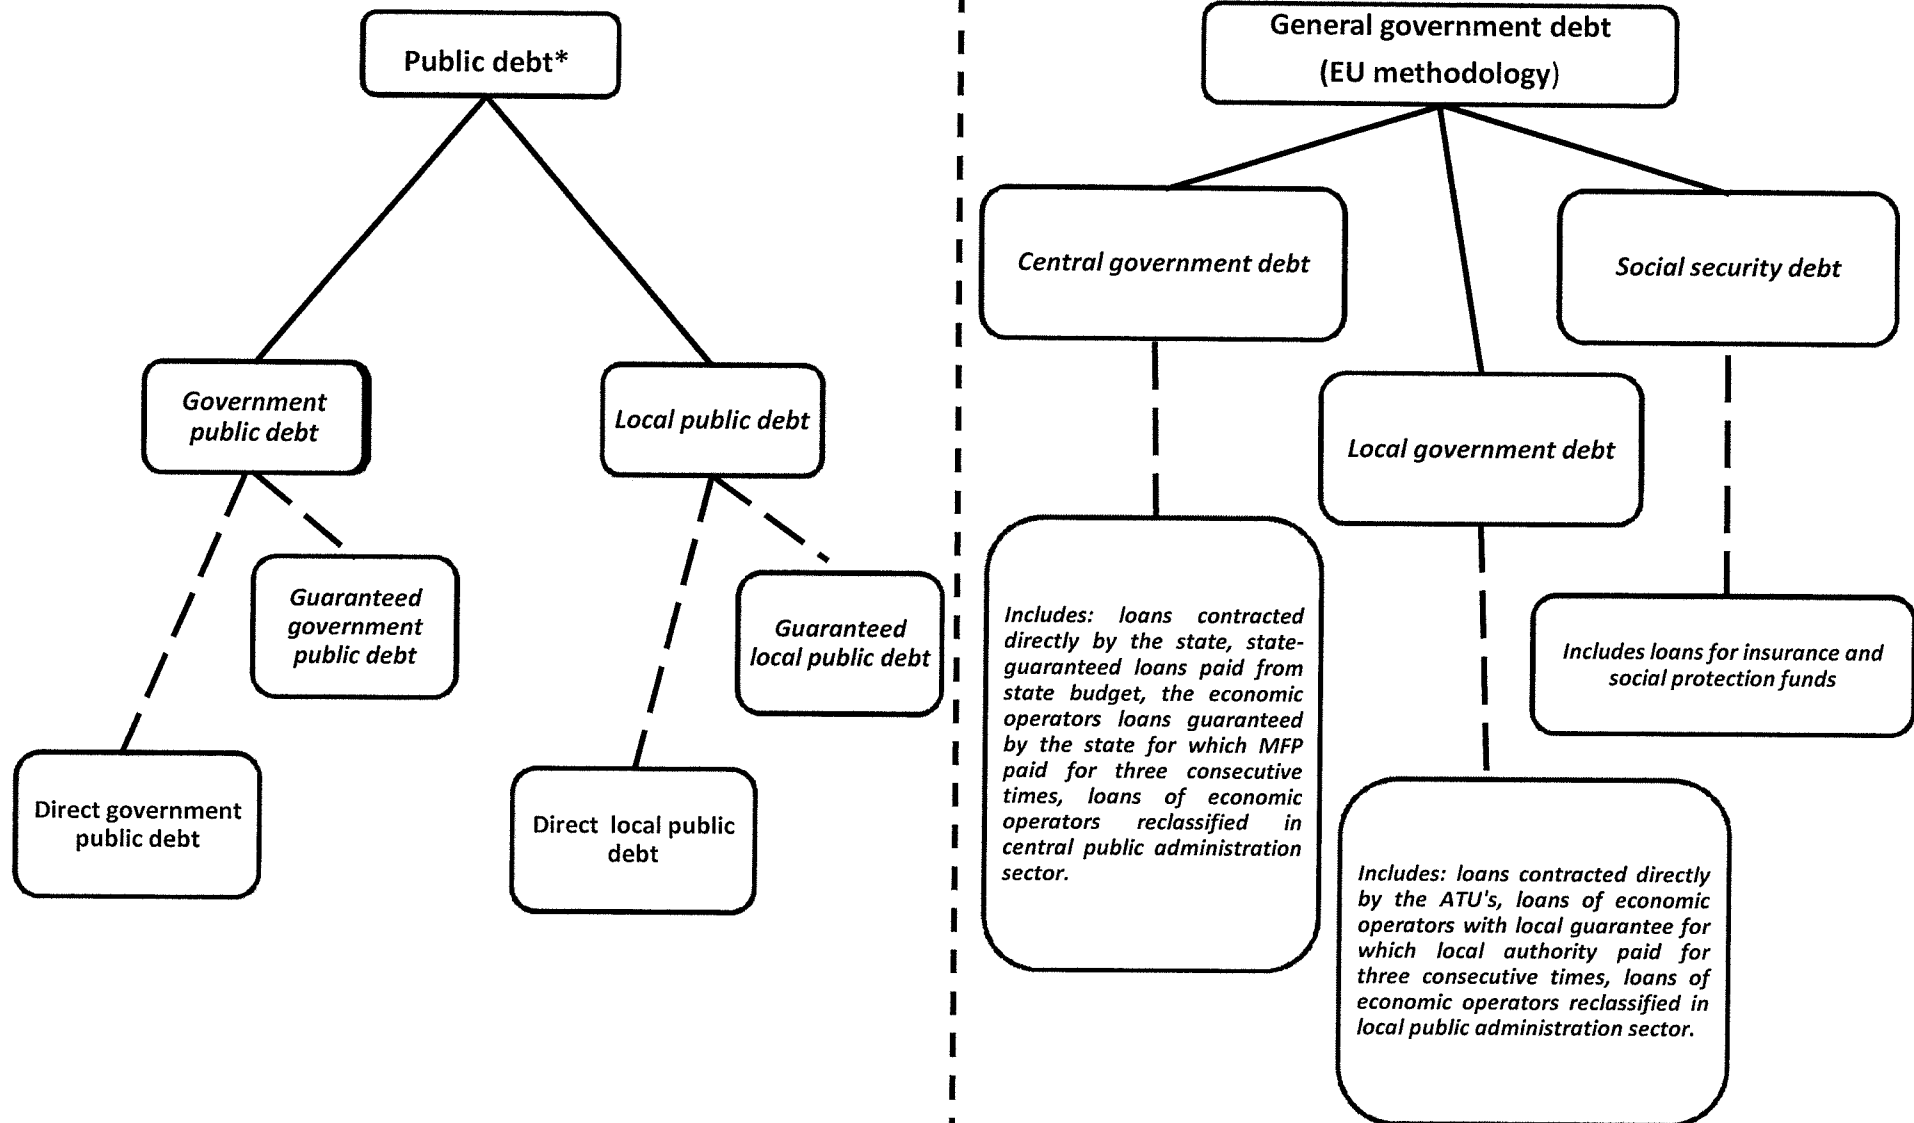 Public debt*
Government
public debt
Local public debt
Guaranteed
government
public debt
Guaranteed
local public debt
Direct government
public debt
Direct local public
debt
General government debt
(EU methodology)
Central government debt
Social security debt
Local government debt
Includes: loans contracted
directly by the state, state-
guaranteed loans paid from
state budget, the economic
operators loans guaranteed
by the state for which MFP
paid for three consecutive
times, loans of economic
operators reclassified in
central public administration
sector.
Includes loans for insurance and
social protection funds
Includes: loans contracted directly
by the ATU's, loans of economic
operators with local guarantee for
which local authority paid for
three consecutive times, loans of
economic operators reclassified in
local public administration sector.